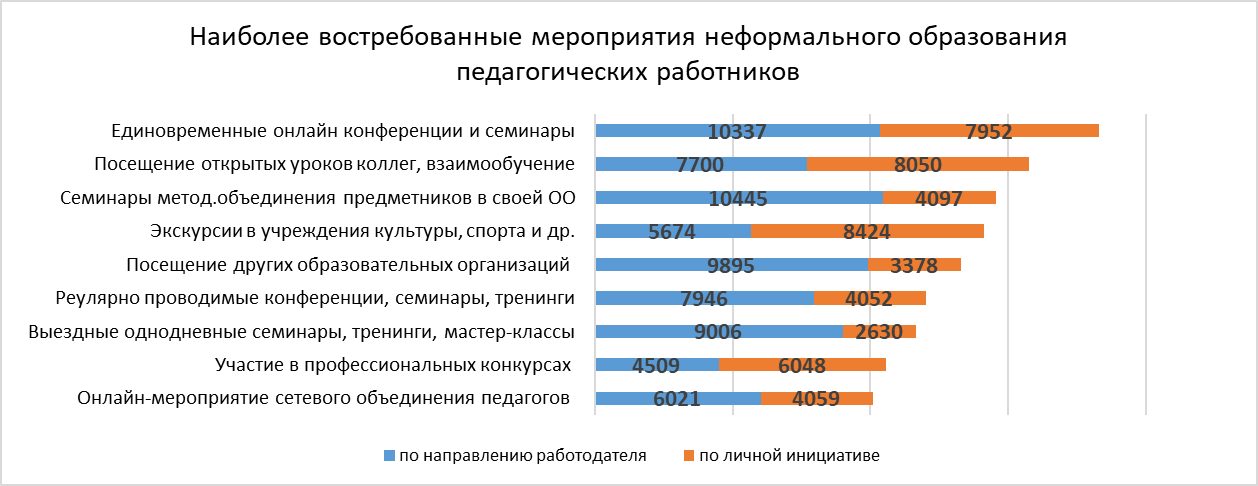 Наиболее востребованные мероприятия неформального образования
педагогических работников
Единовременные онлайн конференции и семинары 10337 7952
Посещение открытых уроков коллег, взаимообучение 7700 8050
Семинары метод.объединения предметников в своей ОО 10445 4097
Экскурсии в учреждения культуры, спорта и др. 5674 8424
Посещение других образовательных организаций 9895 3378
Реулярно проводимые конференции, семинары, тренинги 7946 4052
Выездные однодневные семинары, тренинги, мастер-классы 9006 2630
Участие в профессиональных конкурсах 4509 6048
Онлайн-мероприятие сетевого объединения педагогов 6021 4059
по направлению работодателя по личной инициативе